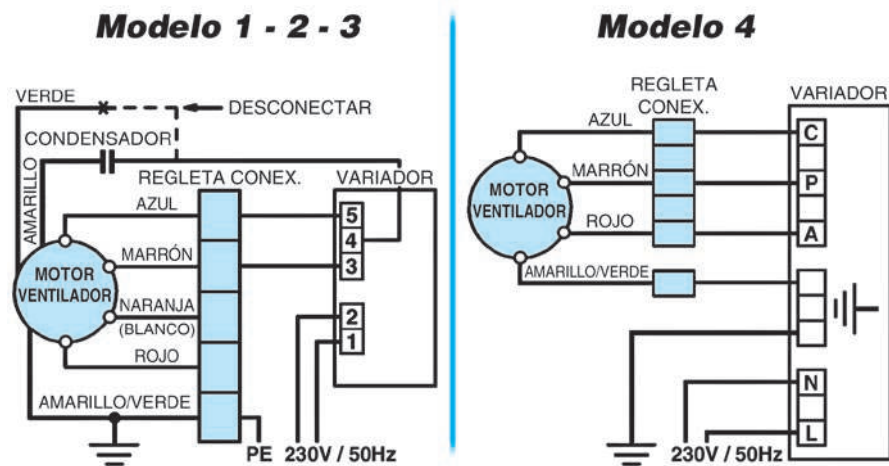 Modelo 1 - 2 - 3
VERDE
DESCONECTAR
CONDENSADOR
AMARILLO
REGLETA CONEX.
VARIADOR
AZUL
5
4
MARRÓN
3
MOTOR
VENTILADOR
NARANJA
(BLANCO)
2
1
ROJO
AMARILLO/VERDE
PE
230V / 50Hz
Modelo 4
REGLETA
CONEX.
VARIADOR
AZUL
C
MARRÓN
P
MOTOR
VENTILADOR
ROJO
A
AMARILLO/VERDE
N
L
230V / 50Hz